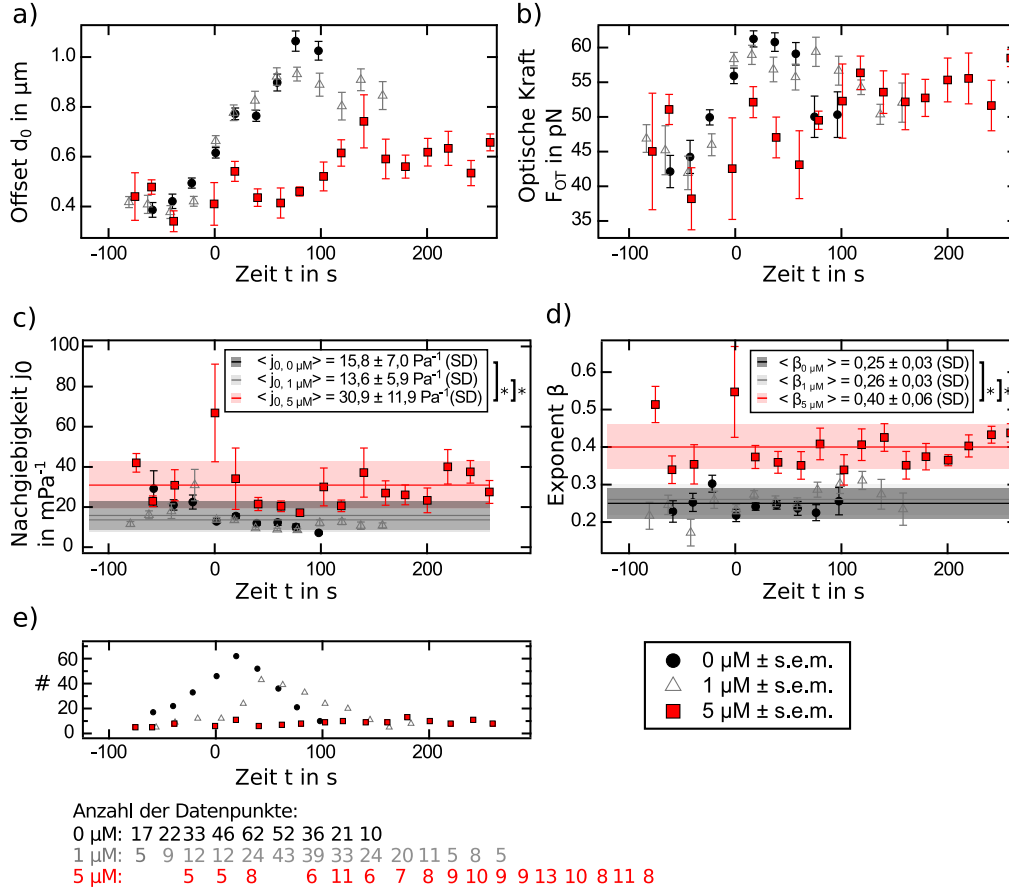 a)
Offset d0 in µm
1.0
0.8
0.6
0.4
-100 0 100 200
Zeit t in s
b)
Optische Kraft
FOT in pN
60
55
50
45
40
35
-100 0 100 200
Zeit t in s
c)
Nachgiebigkeit j0
in mPa-1
100
80
60
40
20
0
< j0, 0 µM > = 15,8 ± 7,0 Pa-1 (SD)
< j0, 1 µM > = 13,6 ± 5,9 Pa-1 (SD)
< j0, 5 µM > = 30,9 ± 11,9 Pa-1 (SD)
* *
-100 0 100 200
Zeit t in s
d)
Exponent β
0.6
0.5
0.4
0.3
0.2
< β0 µM > = 0,25 ± 0,03 (SD)
< β1 µM > = 0,26 ± 0,03 (SD)
< β5 µM > = 0,40 ± 0,06 (SD)
* *
-100 0 100 200
Zeit t in s
e)
#
60
40
20
0
-100 0 100 200
Zeit t in s
0 µM ± s.e.m.
1 µM ± s.e.m.
5 µM ± s.e.m.
Anzahl der Datenpunkte:
0 µM: 17 22 33 46 62 52 36 21 10
1 µM: 5 9 12 12 24 43 39 33 24 20 11 5 8 5
5 µM: 5 5 8 6 11 6 7 8 9 10 9 9 13 10 8 11 8